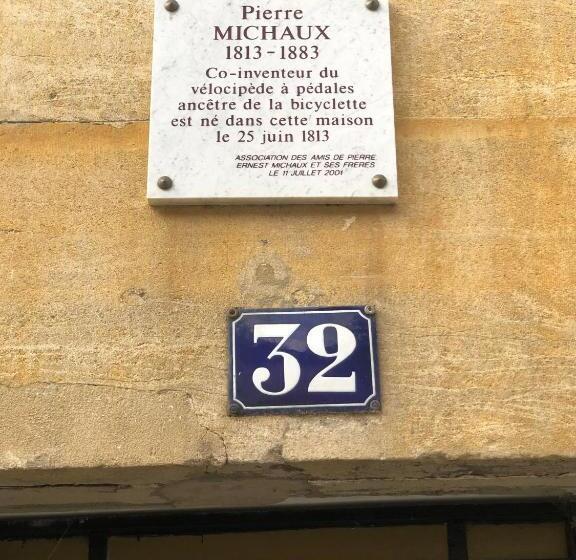 Pierre
MICHAUX
1813-1883
Co-inventeur du
vélocipède à pédales
ancêtre de la bicyclette
est né dans cette maison
le 25 juin 1813
ASSOCIATION DES AMIS DE PIERRE
ERNEST MICHAUX ET SES FRERES
LE 11 JUILLET 2001
32